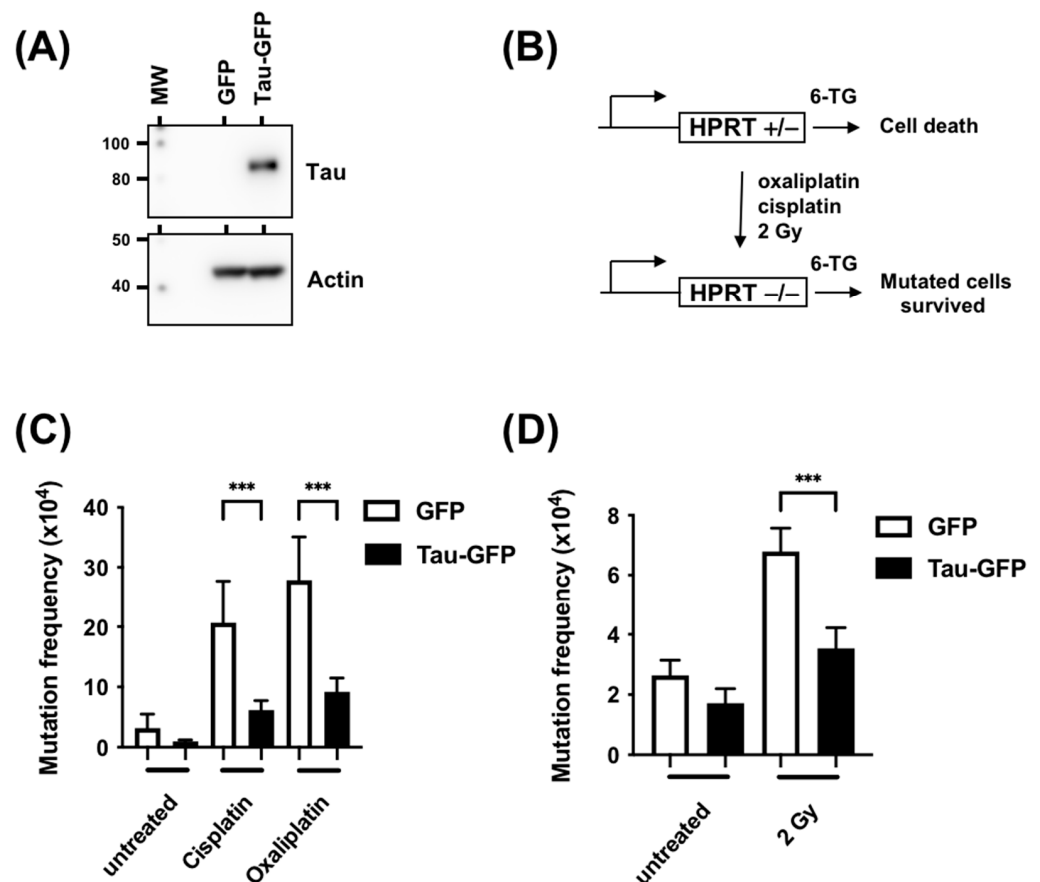 (A)
MW
GFP
Tau-GFP
100
80
Tau
50
40
Actin
(B)
6-TG
HPRT +/–
Cell death
oxaliplatin
cisplatin
2 Gy
6-TG
HPRT –/–
Mutated cells
survived
(C)
Mutation frequency (x10⁴)
40
30
20
10
0
***
***
GFP
Tau-GFP
untreated
Cisplatin
Oxaliplatin
(D)
Mutation frequency (x10⁴)
8
6
4
2
0
***
GFP
Tau-GFP
untreated
2 Gy